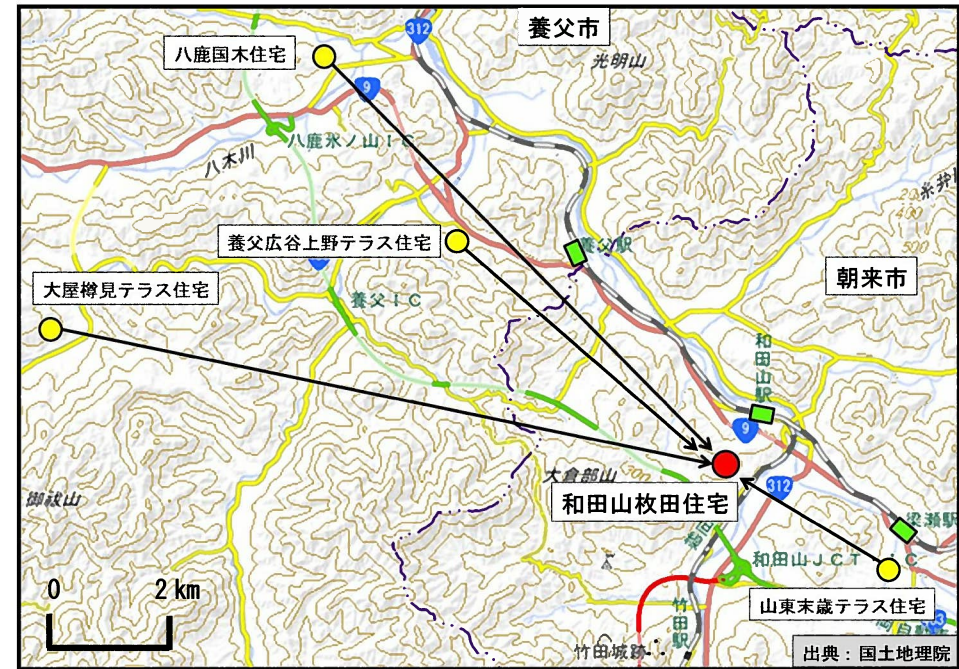 312
養父市
八鹿国木住宅
光明山
9
八鹿氷ノ山IC
八木川
養父広谷上野テラス住宅
養父駅
朝来市
大屋樽見テラス住宅
養父IC
和田山駅
9
大倉部山
312
和田山枚田住宅
御祓山
梁瀬駅
和田山JCT IC
0 2km
山東末歳テラス住宅
竹田駅
竹田城跡
出典：国土地理院